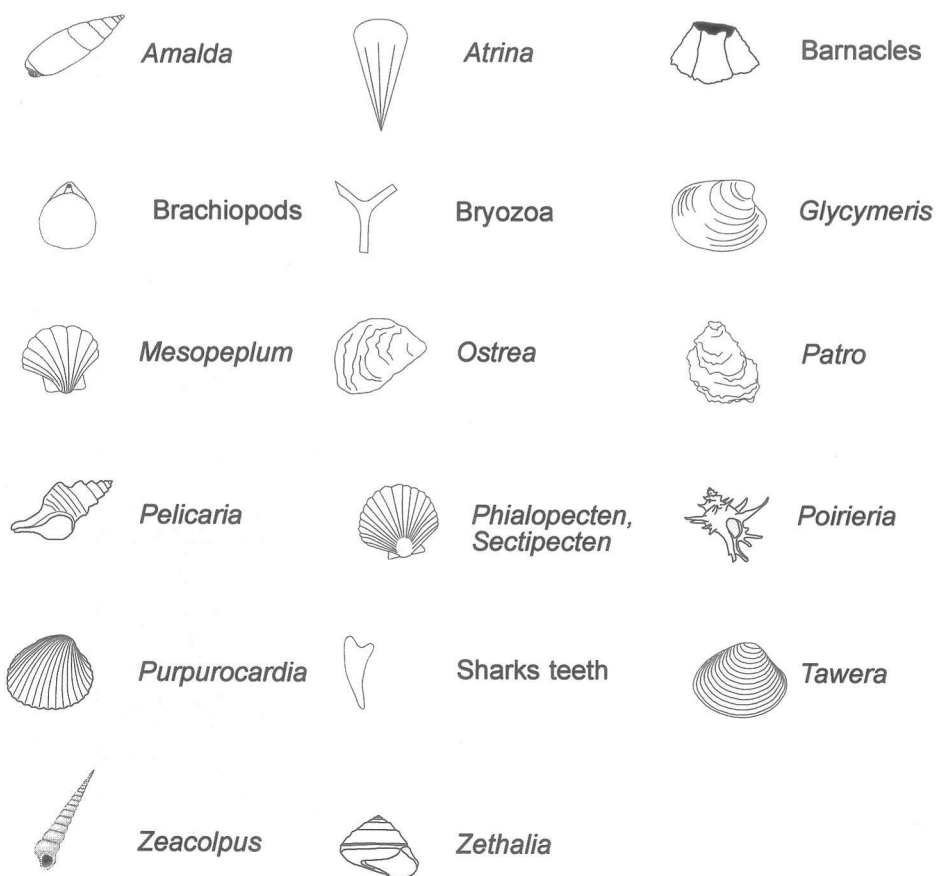 Amalda
Atrina
Barnacles
Brachiopods
Bryozoa
Glycymeris
Mesopeplum
Ostrea
Patro
Pelicaria
Phialopecten,
Sectipecten
Poirieria
Purpurocardia
Sharks teeth
Tawera
Zeacolpus
Zethalia